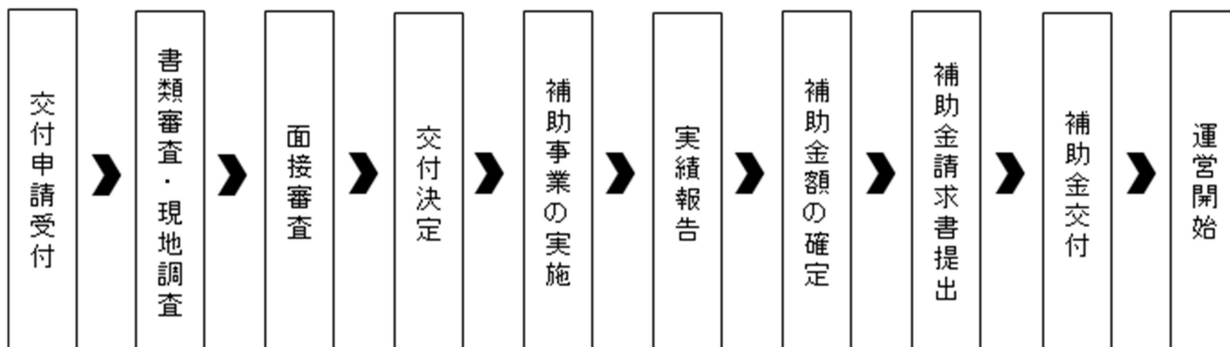 交付申請受付
書類審査・現地調査
面接審査
交付決定
補助事業の実施
実績報告
補助金額の確定
補助金請求書提出
補助金交付
運営開始